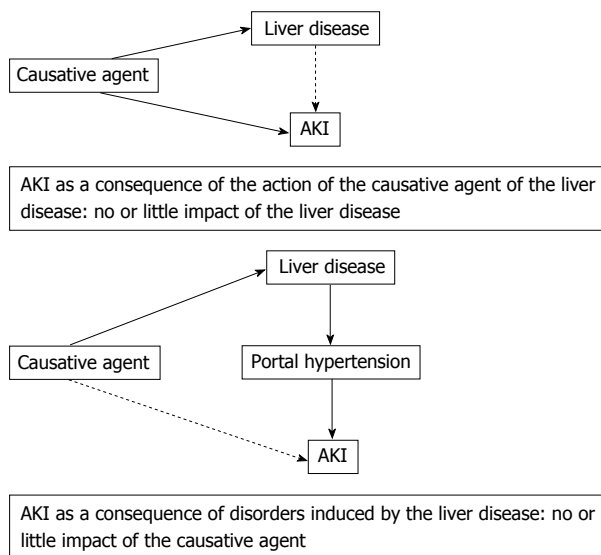 Liver disease
Causative agent
AKI
AKI as a consequence of the action of the causative agent of the liver
disease: no or little impact of the liver disease
Liver disease
Causative agent
Portal hypertension
AKI
AKI as a consequence of disorders induced by the liver disease: no or
little impact of the causative agent